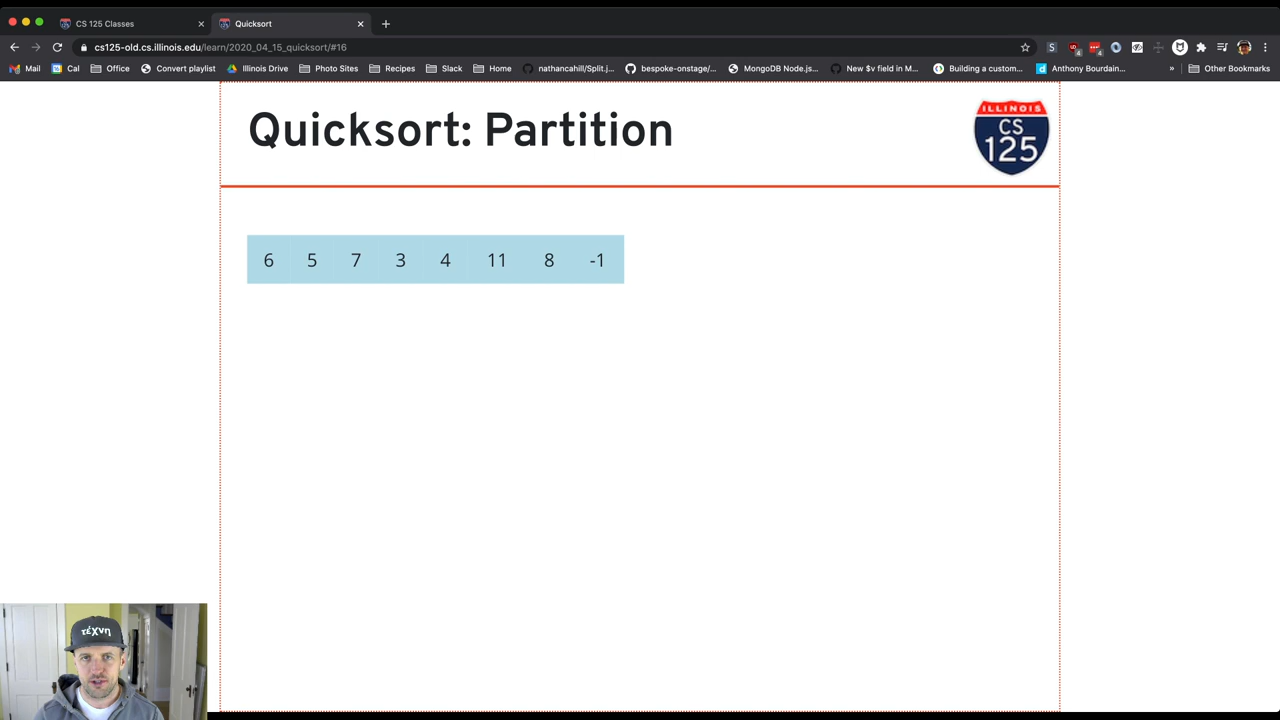 CS 125 Classes
Quicksort
cs125-old.cs.illinois.edu/learn/2020_04_15_quicksort/#16
Mail Cal Office Convert playlist Illinois Drive Photo Sites Recipes Slack Home nathancahill/Split.j... bespoke-onstage/... MongoDB Node.js... New $v field in M... Building a custom... Anthony Bourdain... » Other Bookmarks
Quicksort: Partition
ILLINOIS
CS
125
6 5 7 3 4 11 8 -1
τέχνη